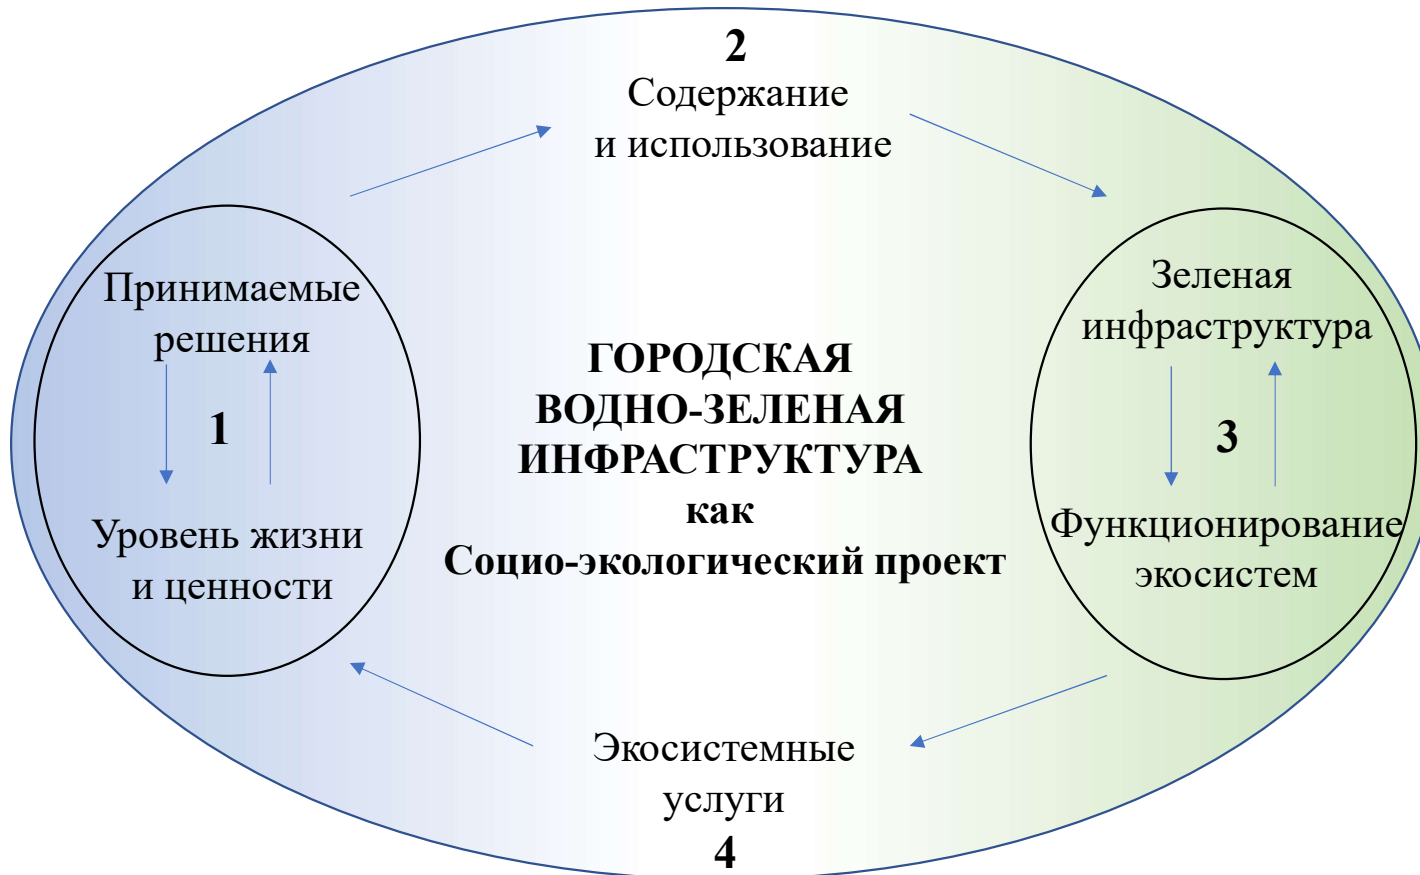 2
Содержание
и использование
Принимаемые
решения
1
Уровень жизни
и ценности
ГОРОДСКАЯ
ВОДНО-ЗЕЛЕНАЯ
ИНФРАСТРУКТУРА
как
Социо-экологический проект
Зеленая
инфраструктура
3
Функционирование
экосистем
Экосистемные
услуги
4